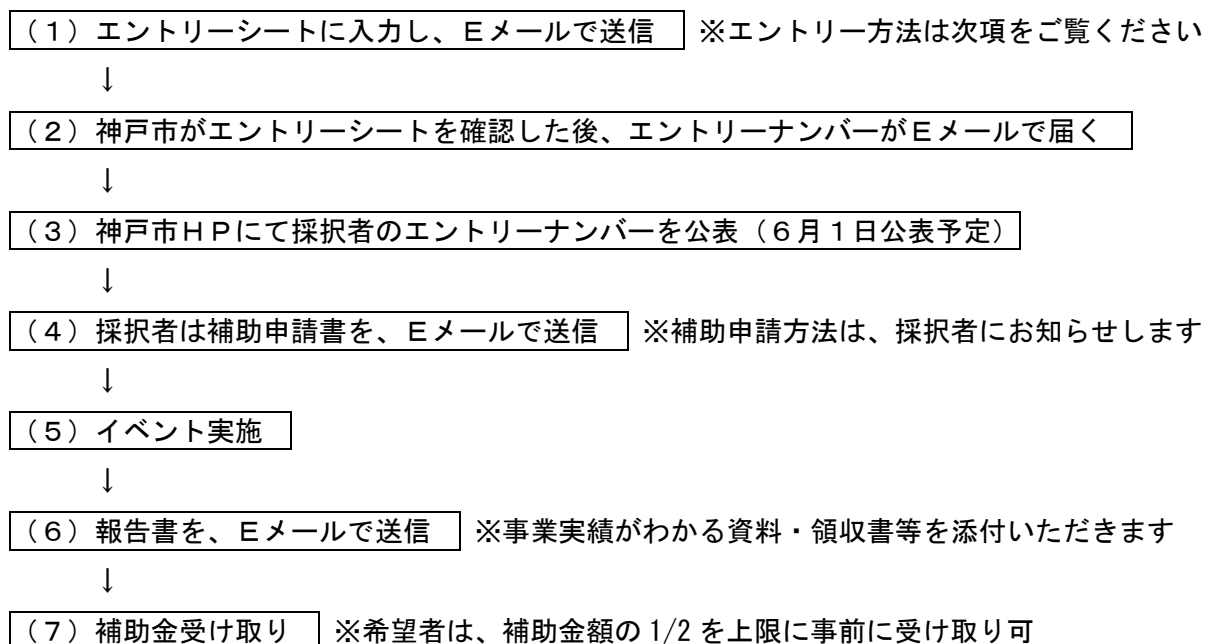 （１）エントリーシートに入力し、Ｅメールで送信　※エントリー方法は次項をご覧ください
↓
（２）神戸市がエントリーシートを確認した後、エントリーナンバーがＥメールで届く
↓
（３）神戸市ＨＰにて採択者のエントリーナンバーを公表（６月１日公表予定）
↓
（４）採択者は補助申請書を、Ｅメールで送信　※補助申請方法は、採択者にお知らせします
↓
（５）イベント実施
↓
（６）報告書を、Ｅメールで送信　※事業実績がわかる資料・領収書等を添付いただきます
↓
（７）補助金受け取り　※希望者は、補助金額の 1/2 を上限に事前に受け取り可